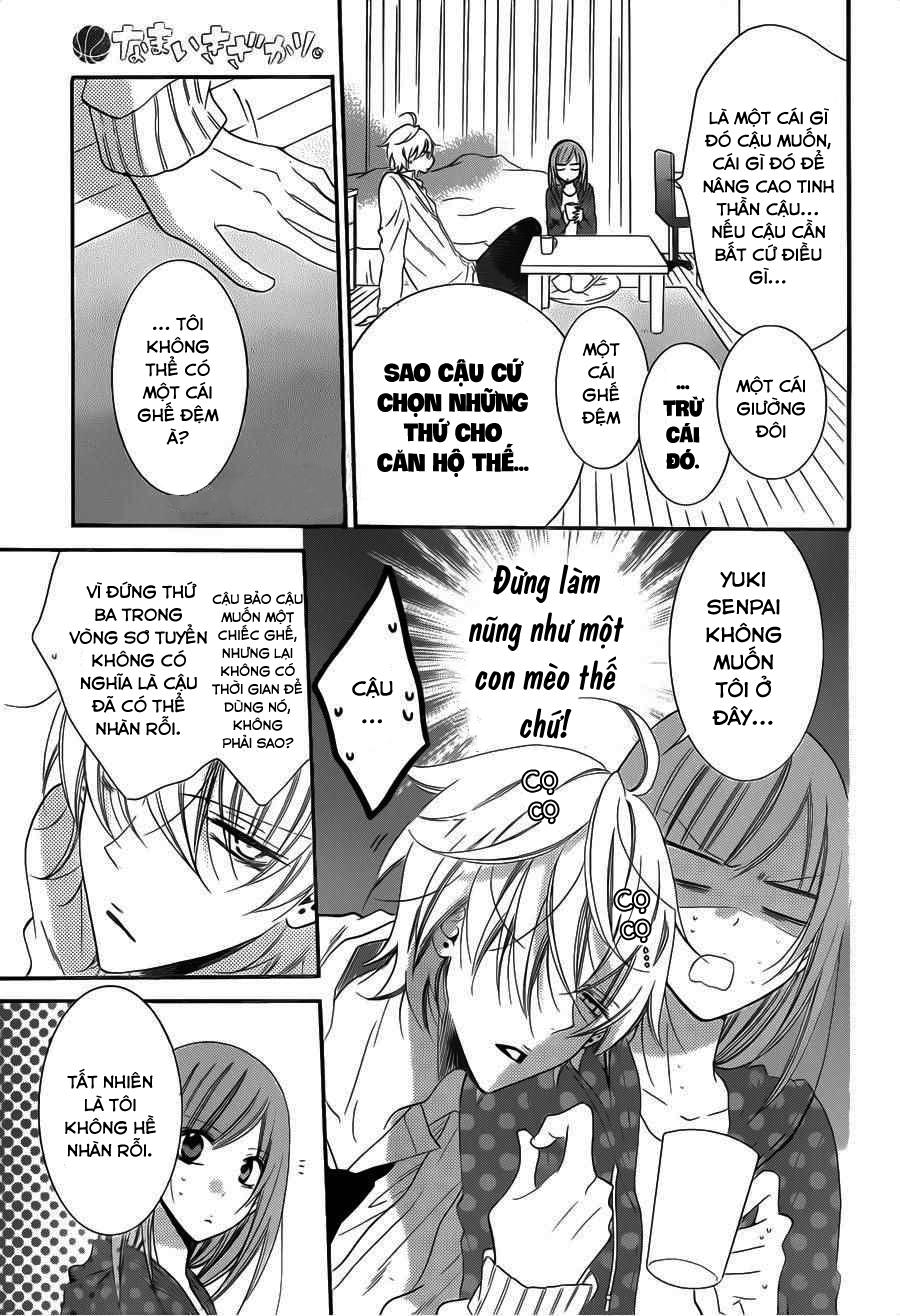 なまいきざかり。
LÀ MỘT CÁI GÌ
ĐÓ CẬU MUỐN,
CÁI GÌ ĐÓ ĐỂ
NÂNG CAO TINH
THẦN CẬU...
NẾU CẬU CẦN
BẤT CỨ ĐIỀU
GÌ...
MỘT CÁI
GIƯỜNG
ĐÔI
...
TRỪ
CÁI
ĐÓ.
MỘT
CÁI
GHẾ
ĐỆM
SAO CẬU CỨ
CHỌN NHỮNG
THỨ CHO
CĂN HỘ THẾ...
... TÔI
KHÔNG
THỂ CÓ
MỘT CÁI
GHẾ ĐỆM
À?
YUKI
SENPAI
KHÔNG
MUỐN
TÔI Ở
ĐÂY...
Đừng làm
nũng như một
con mèo thế
chứ!
CỌ
CỌ
CỌ
CỌ...
CẬU
...
CẬU BẢO CẬU
MUỐN MỘT
CHIẾC GHẾ,
NHƯNG LẠI
KHÔNG CÓ
THỜI GIAN ĐỂ
DÙNG NÓ,
KHÔNG
PHẢI SAO?
VÌ ĐỨNG THỨ
BA TRONG
VÒNG SƠ TUYỂN
KHÔNG CÓ
NGHĨA LÀ CẬU
ĐÃ CÓ THỂ
NHÀN RỖI.
TẤT NHIÊN
LÀ TÔI
KHÔNG HỀ
NHÀN RỖI.